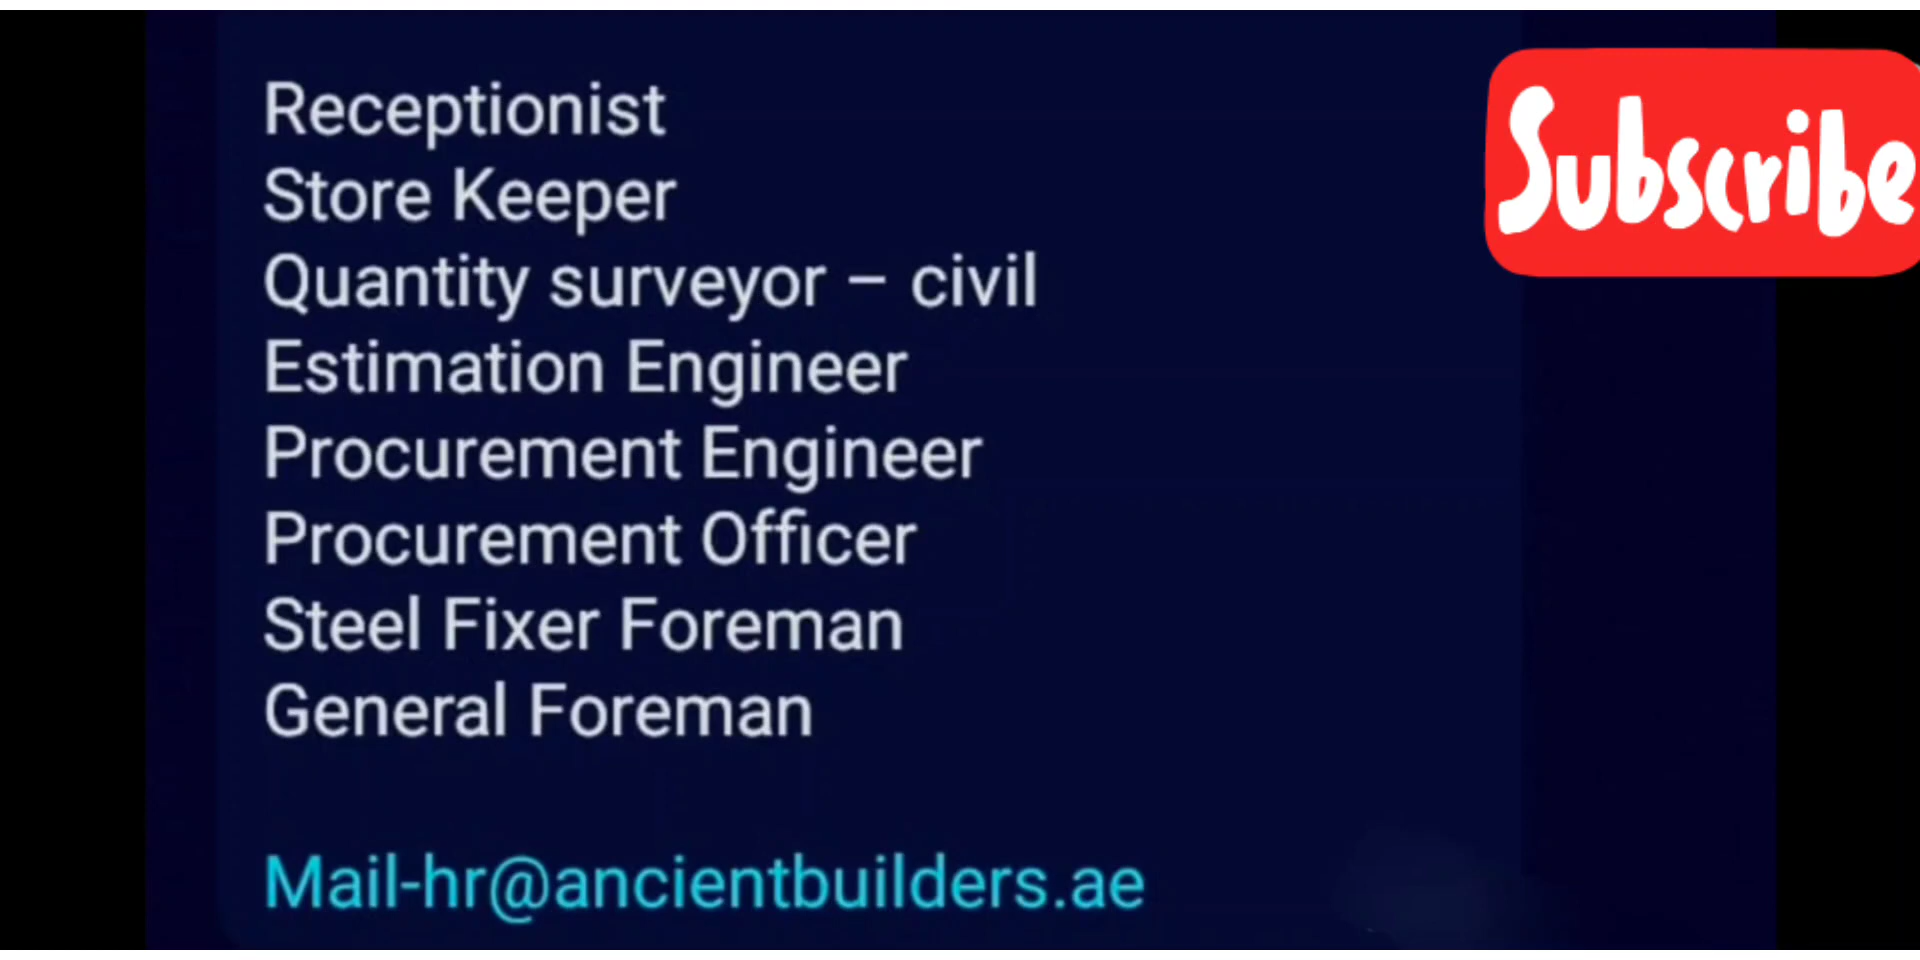 Receptionist
Subscribe
Store Keeper
Quantity surveyor – civil
Estimation Engineer
Procurement Engineer
Procurement Officer
Steel Fixer Foreman
General Foreman
Mail-hr@ancientbuilders.ae